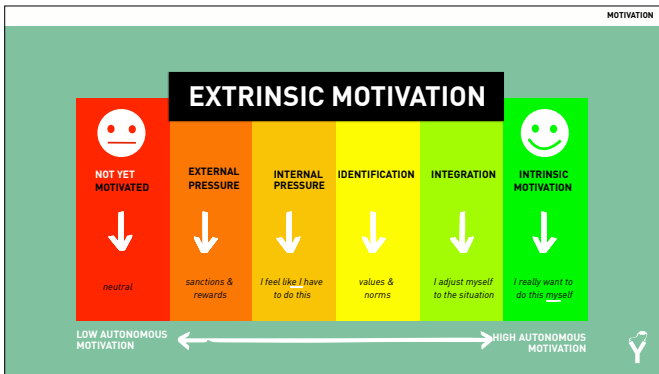 MOTIVATION
EXTRINSIC MOTIVATION
NOT YET
MOTIVATED
EXTERNAL
PRESSURE
INTERNAL
PRESSURE
IDENTIFICATION
INTEGRATION
INTRINSIC
MOTIVATION
neutral
sanctions &
rewards
I feel like I have
to do this
values &
norms
I adjust myself
to the situation
I really want to
do this myself
LOW AUTONOMOUS
MOTIVATION
HIGH AUTONOMOUS
MOTIVATION